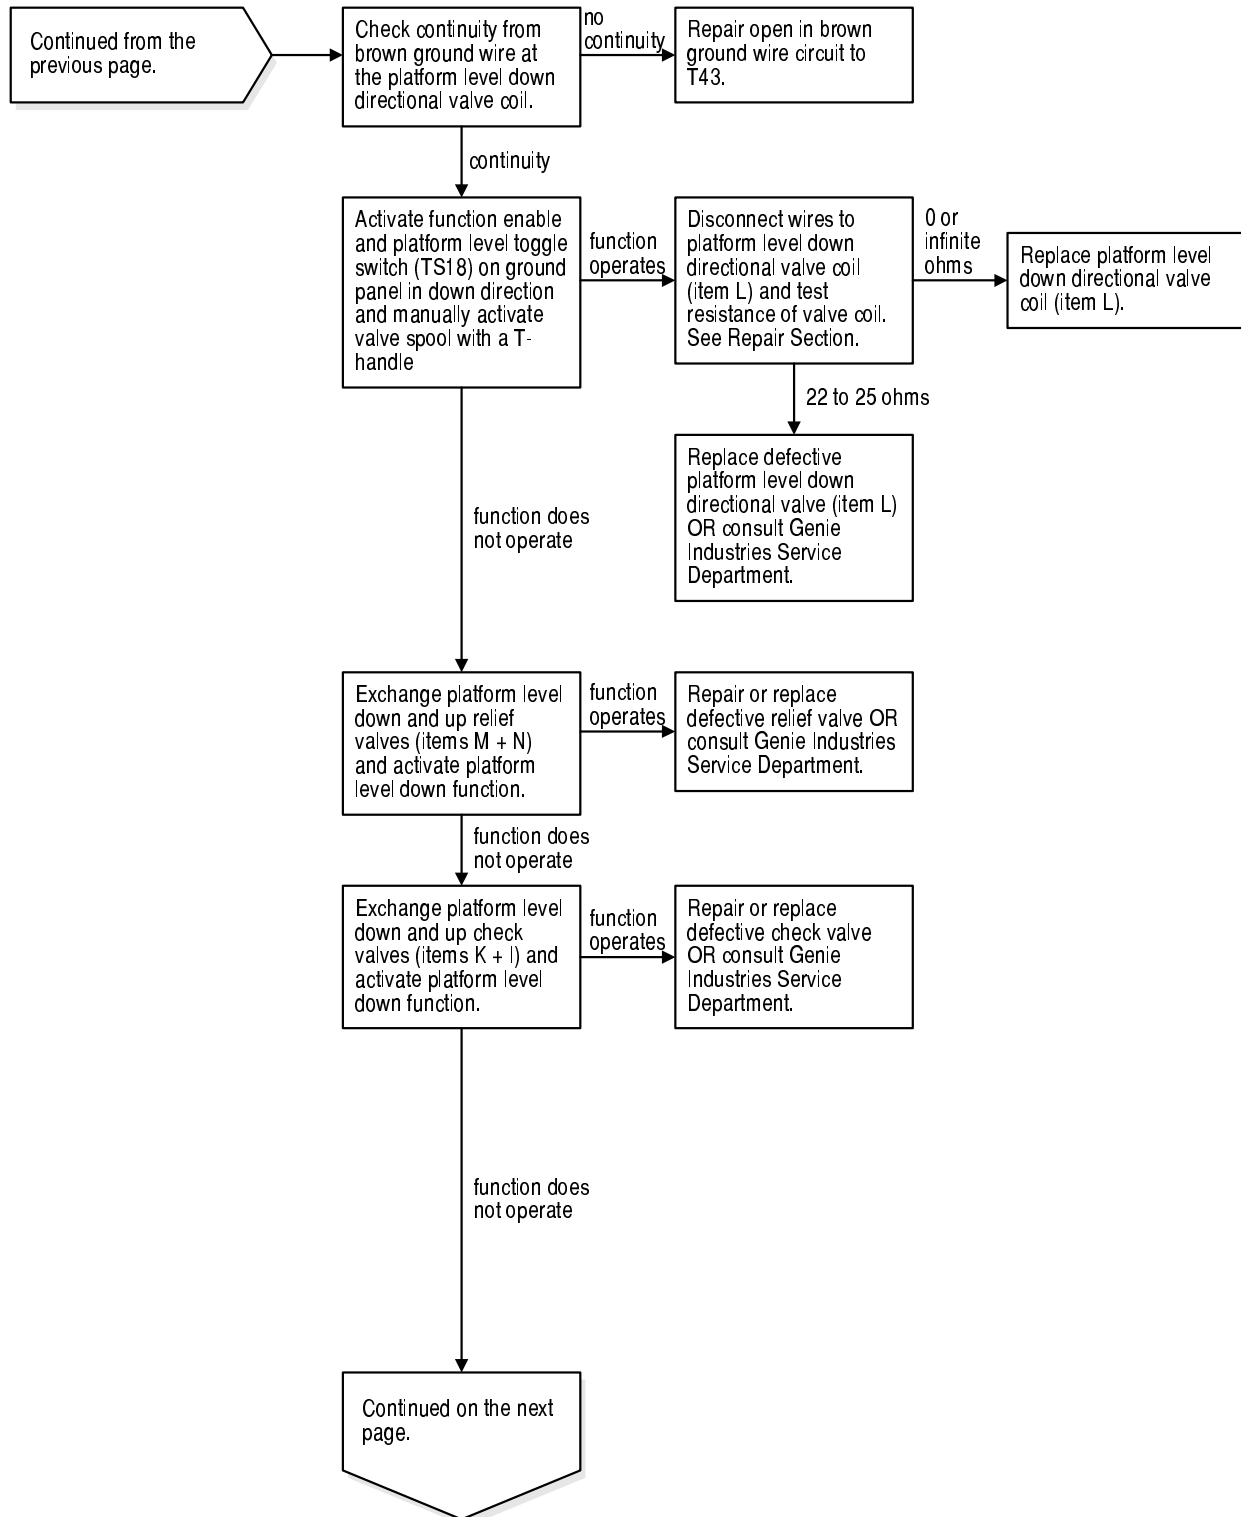 Continued from the
previous page.
Check continuity from
brown ground wire at
the platform level down
directional valve coil.
no
continuity
Repair open in brown
ground wire circuit to
T43.
continuity
Activate function enable
and platform level toggle
switch (TS18) on ground
panel in down direction
and manually activate
valve spool with a T-
handle
function
operates
Disconnect wires to
platform level down
directional valve coil
(item L) and test
resistance of valve coil.
See Repair Section.
0 or
infinite
ohms
Replace platform level
down directional valve
coil (item L).
22 to 25 ohms
Replace defective
platform level down
directional valve (item L)
OR consult Genie
Industries Service
Department.
function does
not operate
Exchange platform level
down and up relief
valves (items M + N)
and activate platform
level down function.
function
operates
Repair or replace
defective relief valve OR
consult Genie Industries
Service Department.
function does
not operate
Exchange platform level
down and up check
valves (items K + I) and
activate platform level
down function.
function
operates
Repair or replace
defective check valve
OR consult Genie
Industries Service
Department.
function does
not operate
Continued on the next
page.